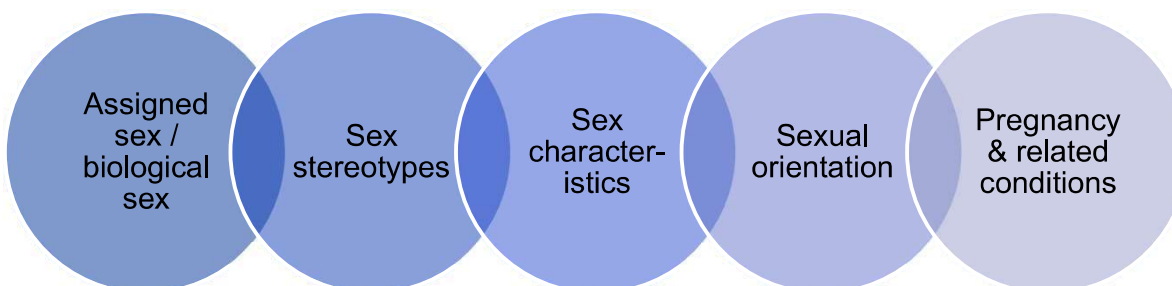 Assigned
sex /
biological
sex
Sex
stereotypes
Sex
character-
istics
Sexual
orientation
Pregnancy
& related
conditions